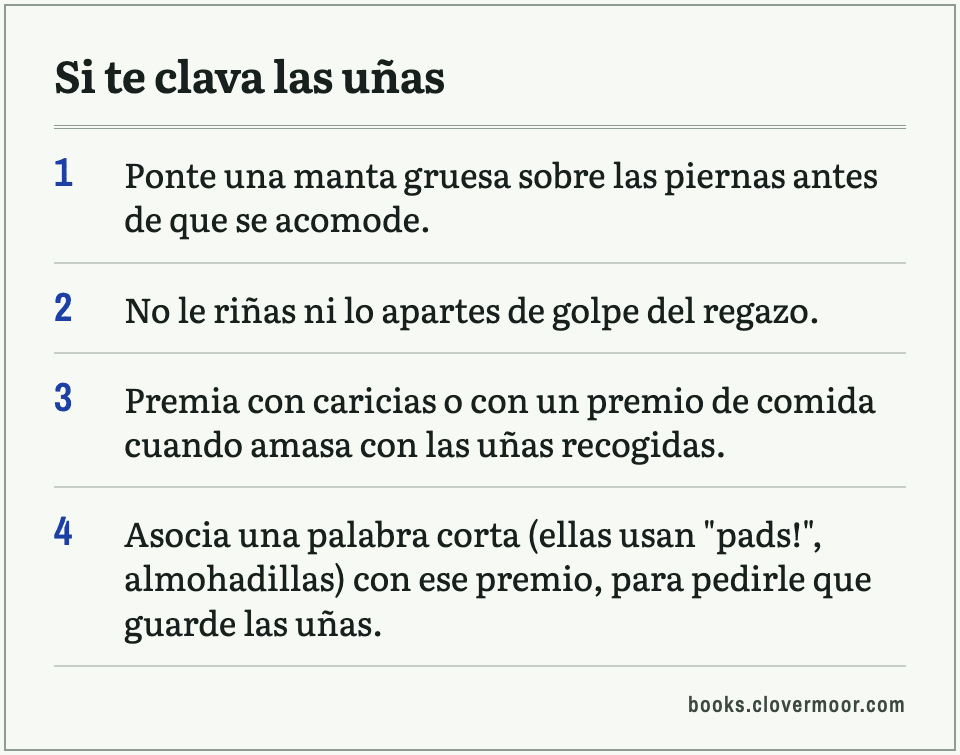 Si te clava las uñas
1 Ponte una manta gruesa sobre las piernas antes
de que se acomode.
2 No le riñas ni lo apartes de golpe del regazo.
3 Premia con caricias o con un premio de comida
cuando amasa con las uñas recogidas.
4 Asocia una palabra corta (ellas usan "pads!",
almohadillas) con ese premio, para pedirle que
guarde las uñas.
books.clovermoor.com